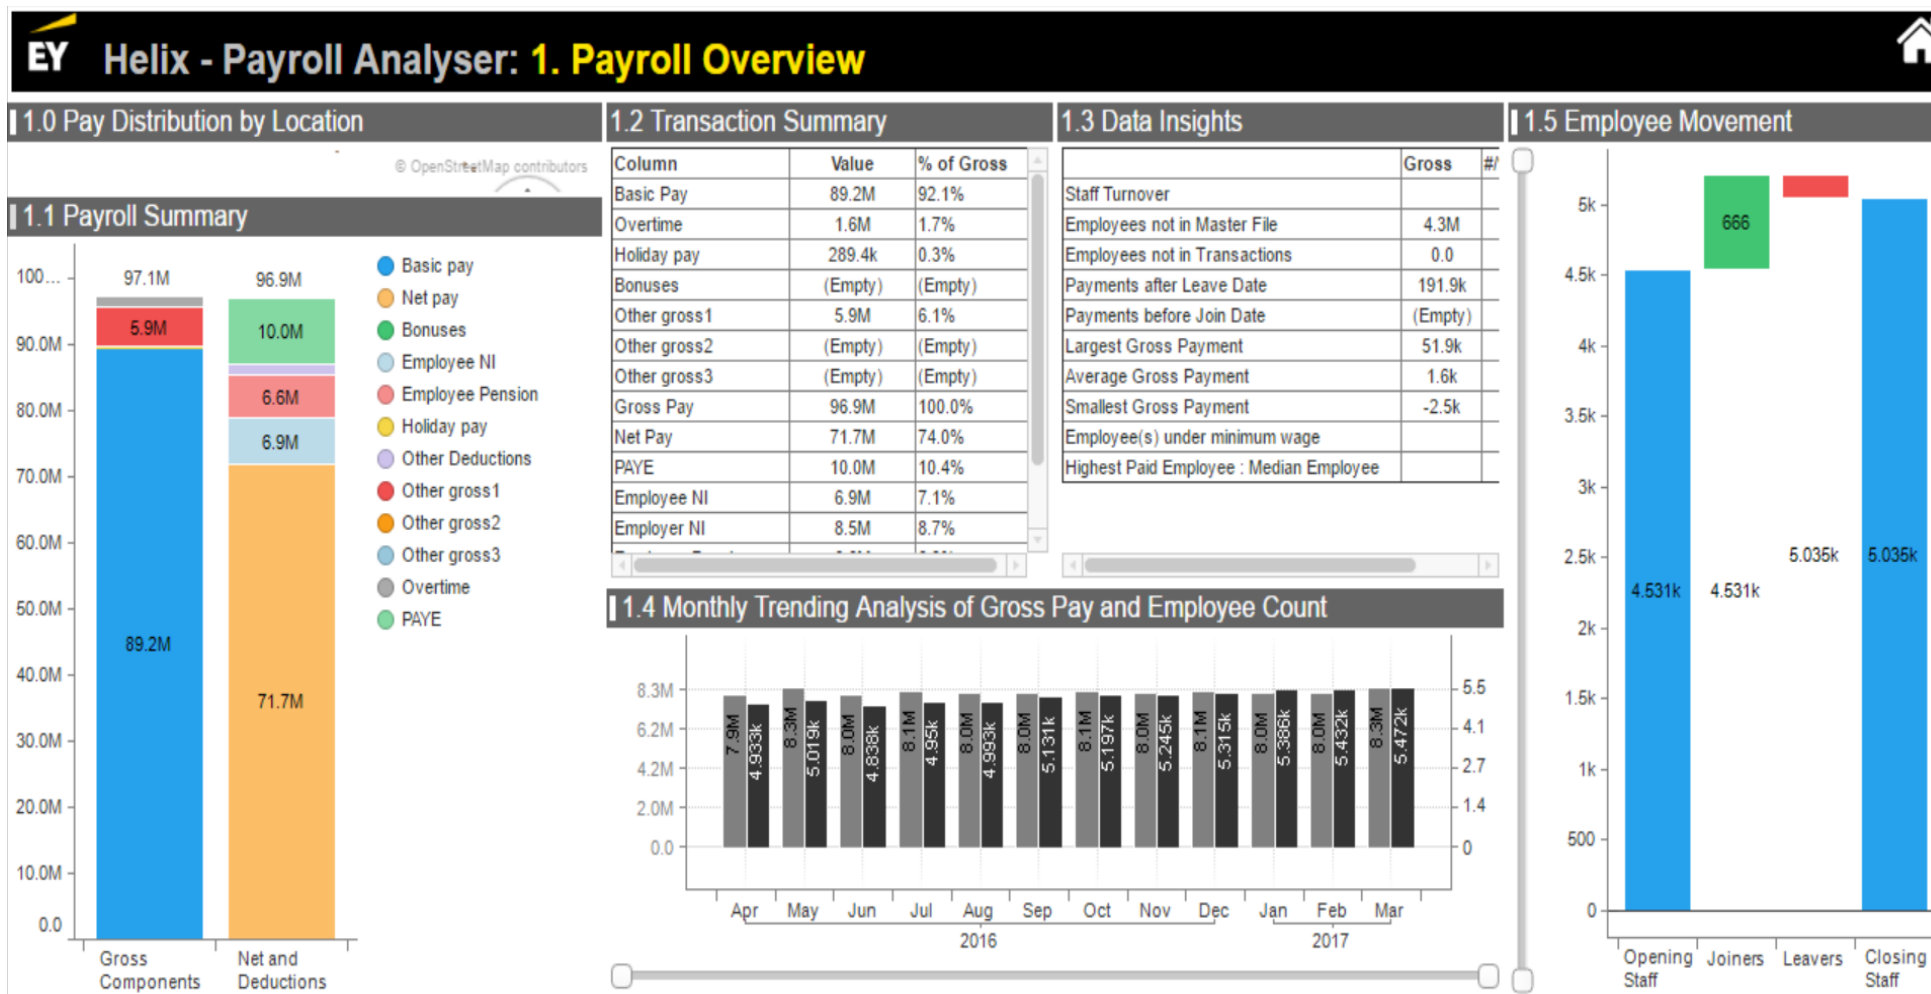 EY Helix - Payroll Analyser: 1. Payroll Overview
1.0 Pay Distribution by Location
© OpenStreetMap contributors
1.1 Payroll Summary
100...
90.0M
80.0M
70.0M
60.0M
50.0M
40.0M
30.0M
20.0M
10.0M
0.0
97.1M
5.9M
89.2M
96.9M
10.0M
6.6M
6.9M
71.7M
Gross
Components
Net and
Deductions
Basic pay
Net pay
Bonuses
Employee NI
Employee Pension
Holiday pay
Other Deductions
Other gross1
Other gross2
Other gross3
Overtime
PAYE
1.2 Transaction Summary
Column Value % of Gross
Basic Pay 89.2M 92.1%
Overtime 1.6M 1.7%
Holiday pay 289.4k 0.3%
Bonuses (Empty) (Empty)
Other gross1 5.9M 6.1%
Other gross2 (Empty) (Empty)
Other gross3 (Empty) (Empty)
Gross Pay 96.9M 100.0%
Net Pay 71.7M 74.0%
PAYE 10.0M 10.4%
Employee NI 6.9M 7.1%
Employer NI 8.5M 8.7%
1.3 Data Insights
Gross
Staff Turnover
Employees not in Master File 4.3M
Employees not in Transactions 0.0
Payments after Leave Date 191.9k
Payments before Join Date (Empty)
Largest Gross Payment 51.9k
Average Gross Payment 1.6k
Smallest Gross Payment -2.5k
Employee(s) under minimum wage
Highest Paid Employee : Median Employee
1.4 Monthly Trending Analysis of Gross Pay and Employee Count
8.3M
6.2M
4.2M
2.0M
0.0
7.9M 4.933k
8.3M 5.019k
8.0M 4.838k
8.1M 4.95k
8.0M 4.993k
8.0M 5.131k
8.1M 5.197k
8.0M 5.245k
8.1M 5.315k
8.0M 5.386k
8.0M 5.432k
8.3M 5.472k
5.5
4.1
2.7
1.4
0
Apr May Jun Jul Aug Sep Oct Nov Dec Jan Feb Mar
2016 2017
1.5 Employee Movement
5k
4.5k
4k
3.5k
3k
2.5k
2k
1.5k
1k
500
0
666
4.531k
4.531k
5.035k
5.035k
Opening
Staff
Joiners
Leavers
Closing
Staff